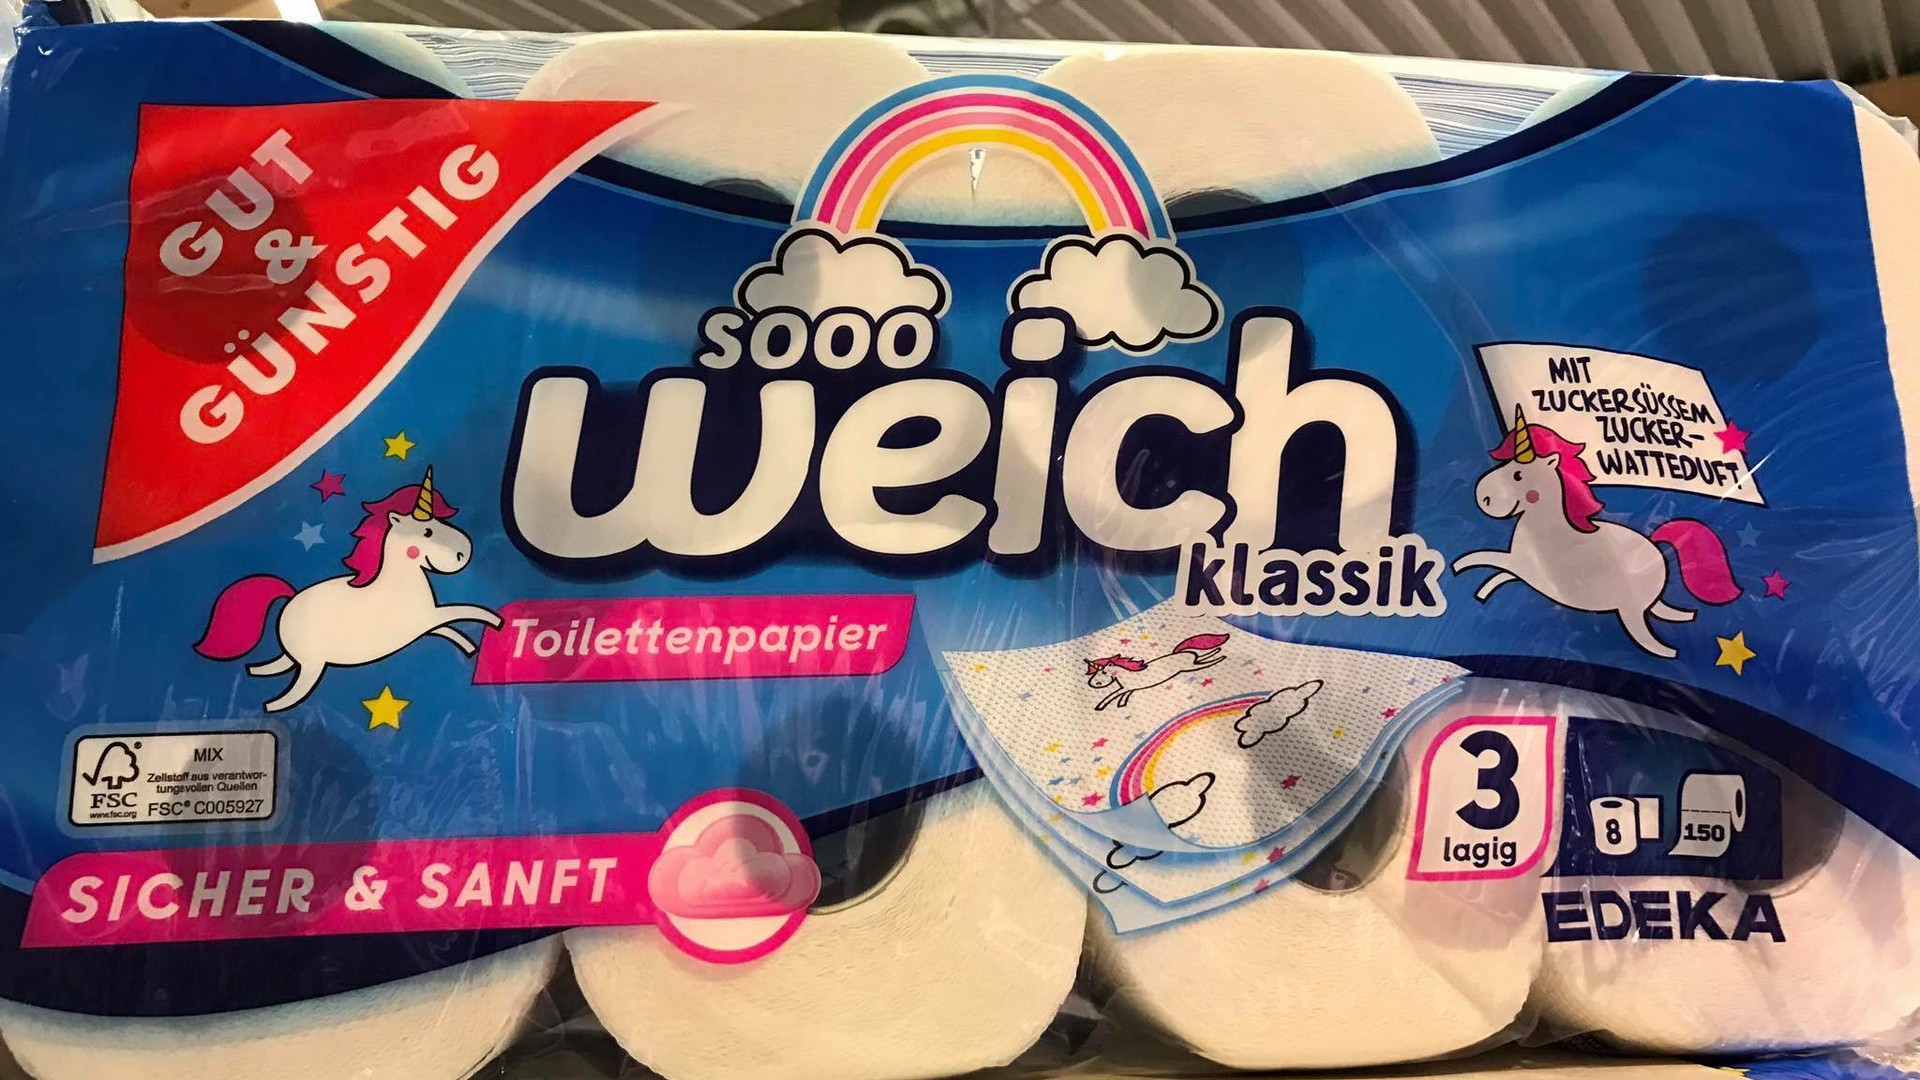 GUT
&
GÜNSTIG
sooo
weich
klassik
Toilettenpapier
MIT
ZUCKERSÜSSEM
ZUCKER-
WATTEDUFT
FSC
www.fsc.org
MIX
Zellstoff aus verantwor-
tungsvollen Quellen
FSC® C005927
SICHER & SANFT
3
lagig
8
150
EDEKA